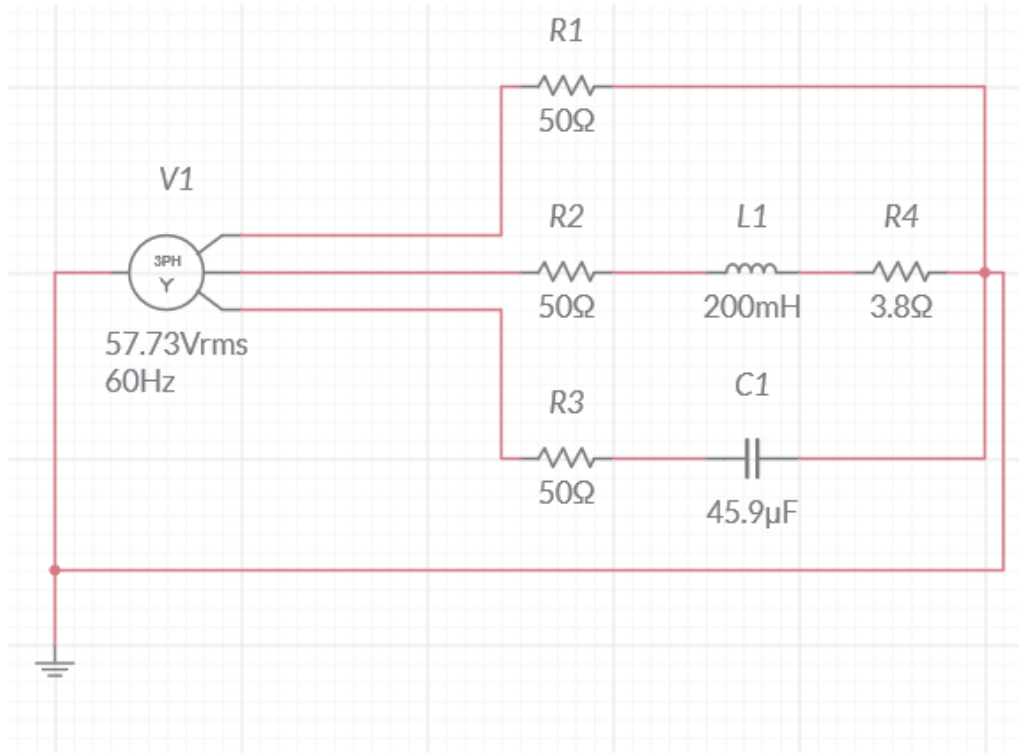 R1
50Ω
V1
3PH
Y
57.73Vrms
60Hz
R2
L1
R4
50Ω
200mH
3.8Ω
R3
C1
50Ω
45.9µF